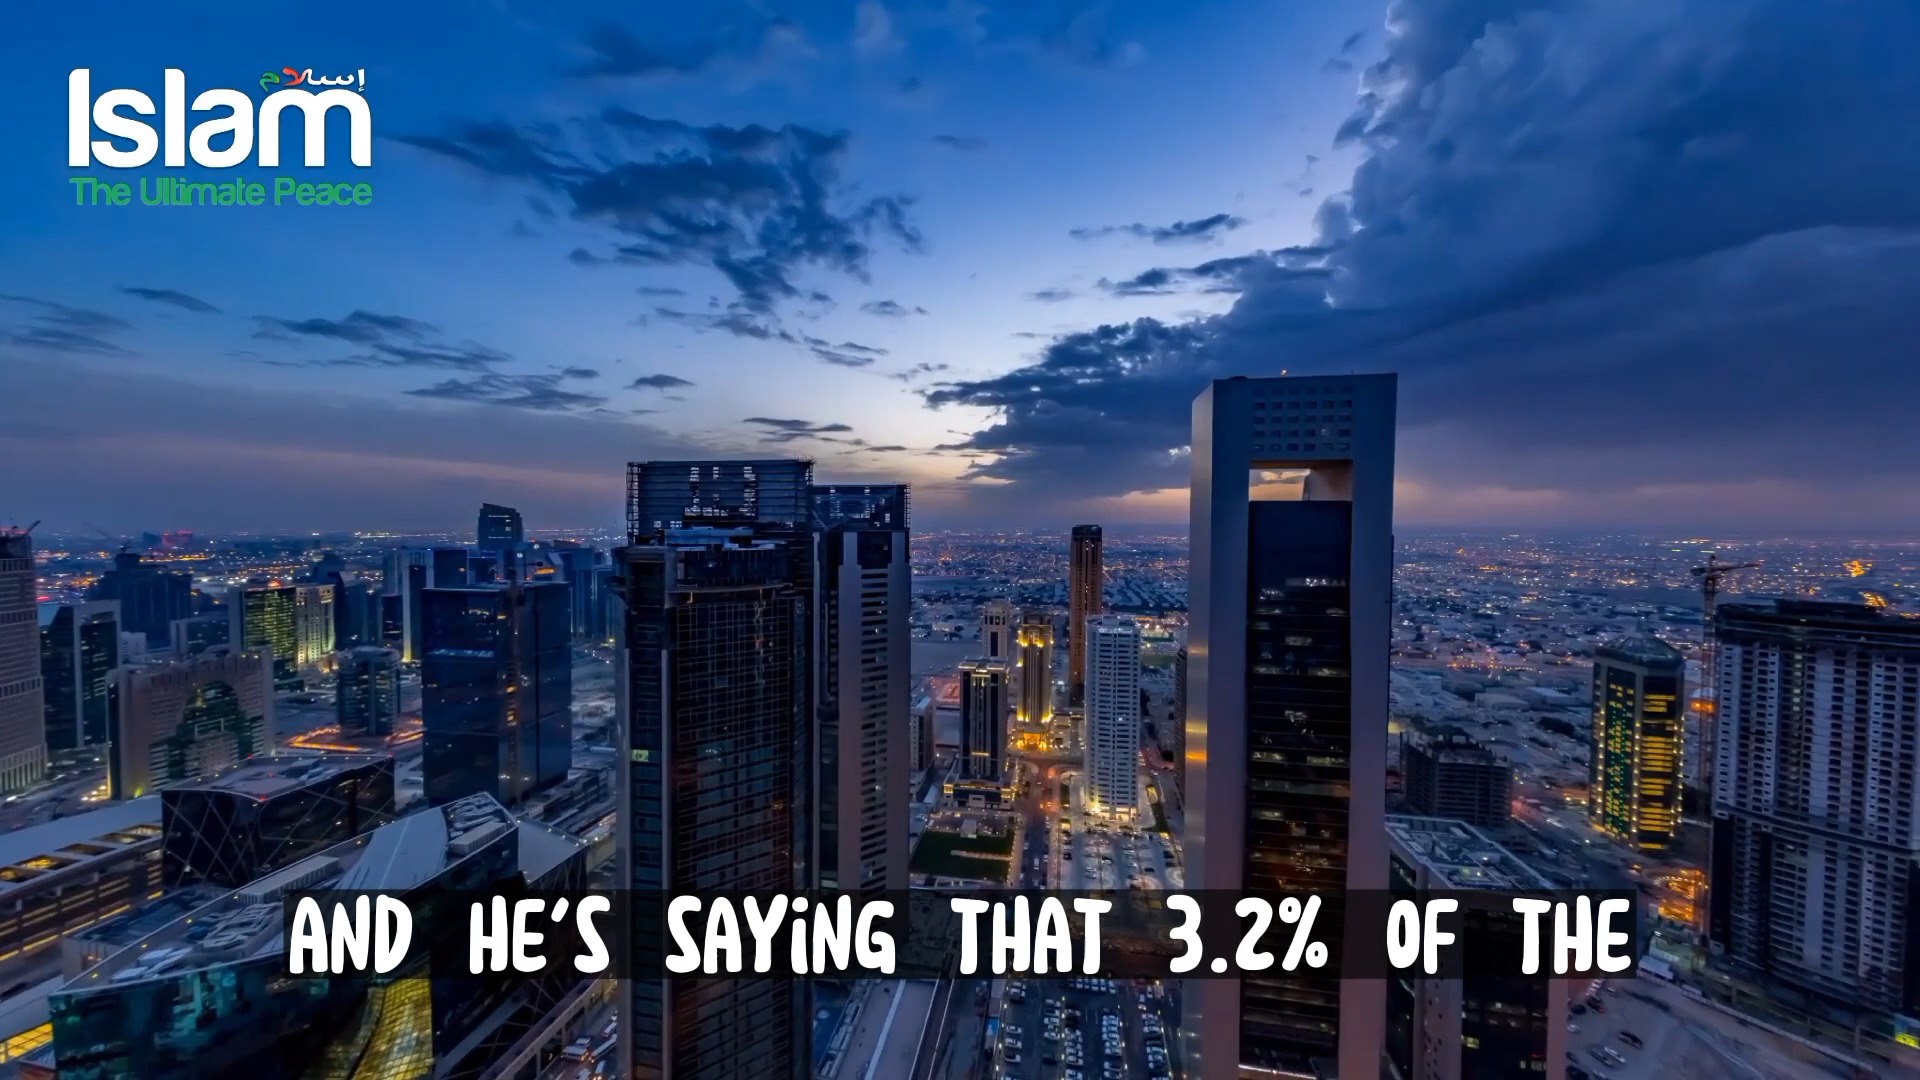 إسلام
Islam
The Ultimate Peace
AND HE'S SAYING THAT 3.2% OF THE